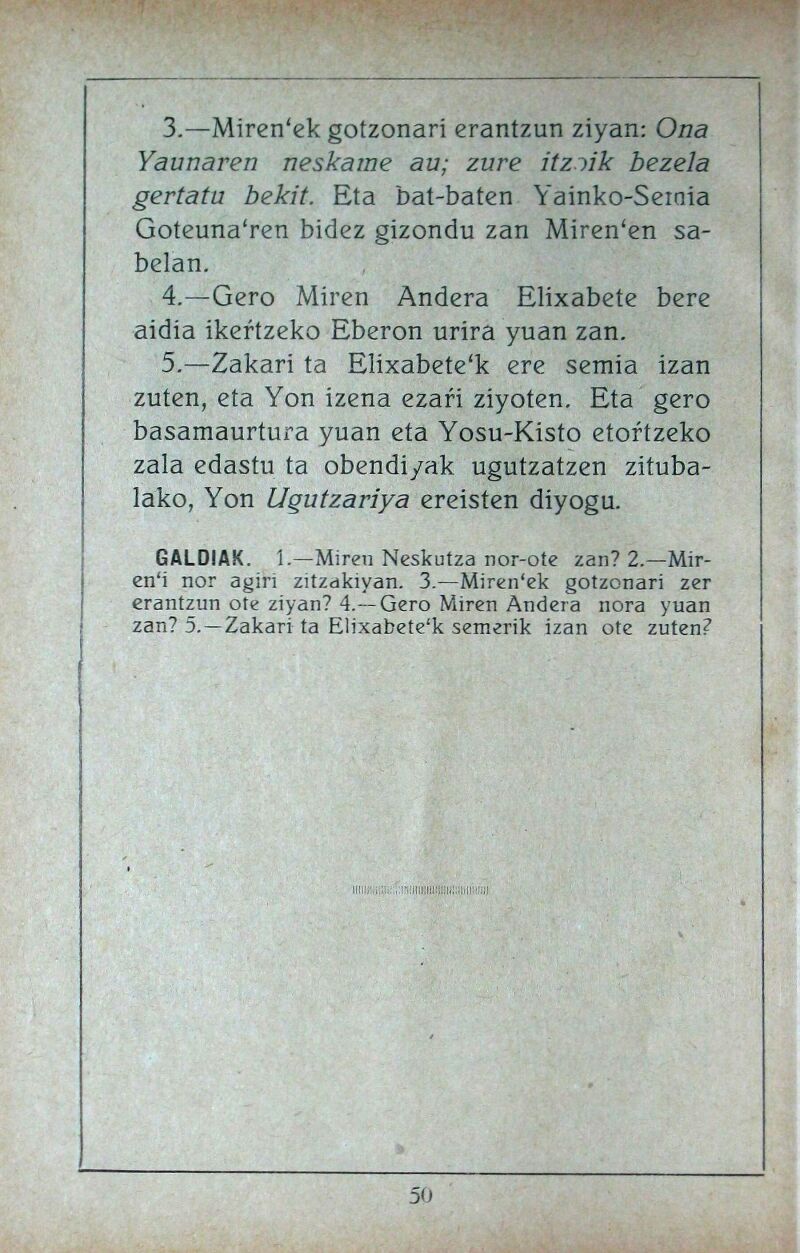 3.—Miren‘ek gotzonari erantzun ziyan: Ona
Yaunaren neskame au; zure bezela
gertatu bekit. Eta bat-baten Yainko-Semia
Goteuna‘ren bidez gizondu zan Miren‘en sa-
belan.
4.—Gero Miren Andera Elixabete bere
aidia ikeŕtzeko Eberon urira yuan zan.
5.—Zakari ta Elixabete‘k ere semia izan
zuten, eta Yon izena ezaŕi ziyoten. Eta gero
basamaurtura yuan eta Yosu-Kisto etoŕtzeko
zala edastu ta obendiyak ugutzatzen zituba-
lako, Yon Ugutzariya ereisten diyogu.
GALDIAK. 1.—Miren Neskutza nor-ote zan? 2.—Mir-
en‘i nor agiri zitzakiyan. 3.—Miren‘ek gotzonari zer
erantzun ote ziyan? 4.—Gero Miren Andera nora yuan
zan? 5.—Zakari ta Elixabete‘k semerik izan ote zuten?
50